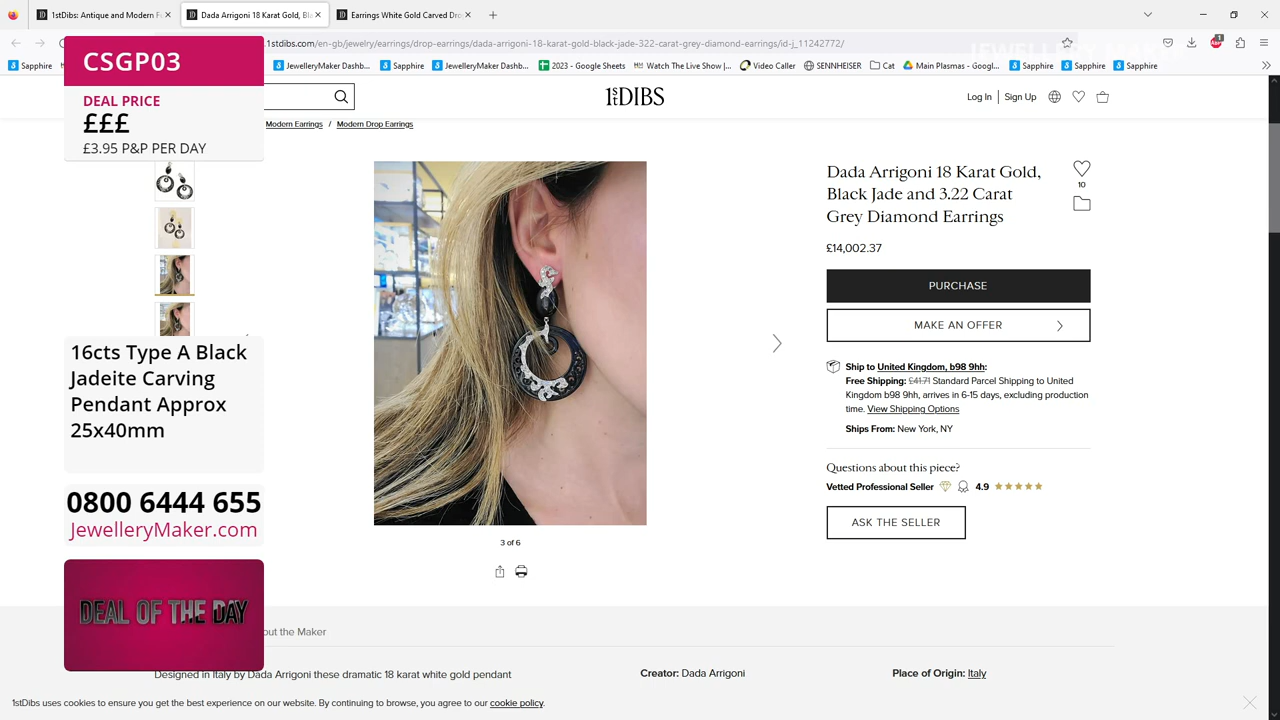 1stDibs: Antique and Modern F
Dada Arrigoni 18 Karat Gold, Bla
Earrings White Gold Carved Dro
1stdibs.com/en-gb/jewelry/earrings/drop-earrings/dada-arrigoni-18-karat-gold-black-jade-322-carat-grey-diamond-earrings/id-j_11242772/
Sapphire
JewelleryMaker Dashb...
Sapphire
JewelleryMaker Dashb...
2023 - Google Sheets
Watch The Live Show |...
Video Caller
SENNHEISER
Cat
Main Plasmas - Googl...
Sapphire
Sapphire
Sapphire
CSGP03
DEAL PRICE
£££
£3.95 P&P PER DAY
1STDIBS
Log In
Sign Up
Modern Earrings / Modern Drop Earrings
Dada Arrigoni 18 Karat Gold,
Black Jade and 3.22 Carat
Grey Diamond Earrings
10
£14,002.37
PURCHASE
MAKE AN OFFER
Ship to United Kingdom, b98 9hh:
Free Shipping: £41.71 Standard Parcel Shipping to United
Kingdom b98 9hh, arrives in 6-15 days, excluding production
time. View Shipping Options
Ships From: New York, NY
Questions about this piece?
Vetted Professional Seller 4.9
ASK THE SELLER
16cts Type A Black
Jadeite Carving
Pendant Approx
25x40mm
0800 6444 655
JewelleryMaker.com
3 of 6
DEAL OF THE DAY
out the Maker
Designed in Italy by Dada Arrigoni these dramatic 18 karat white gold pendant
Creator: Dada Arrigoni
Place of Origin: Italy
1stDibs uses cookies to ensure you get the best experience on our website. By continuing to browse, you agree to our cookie policy.